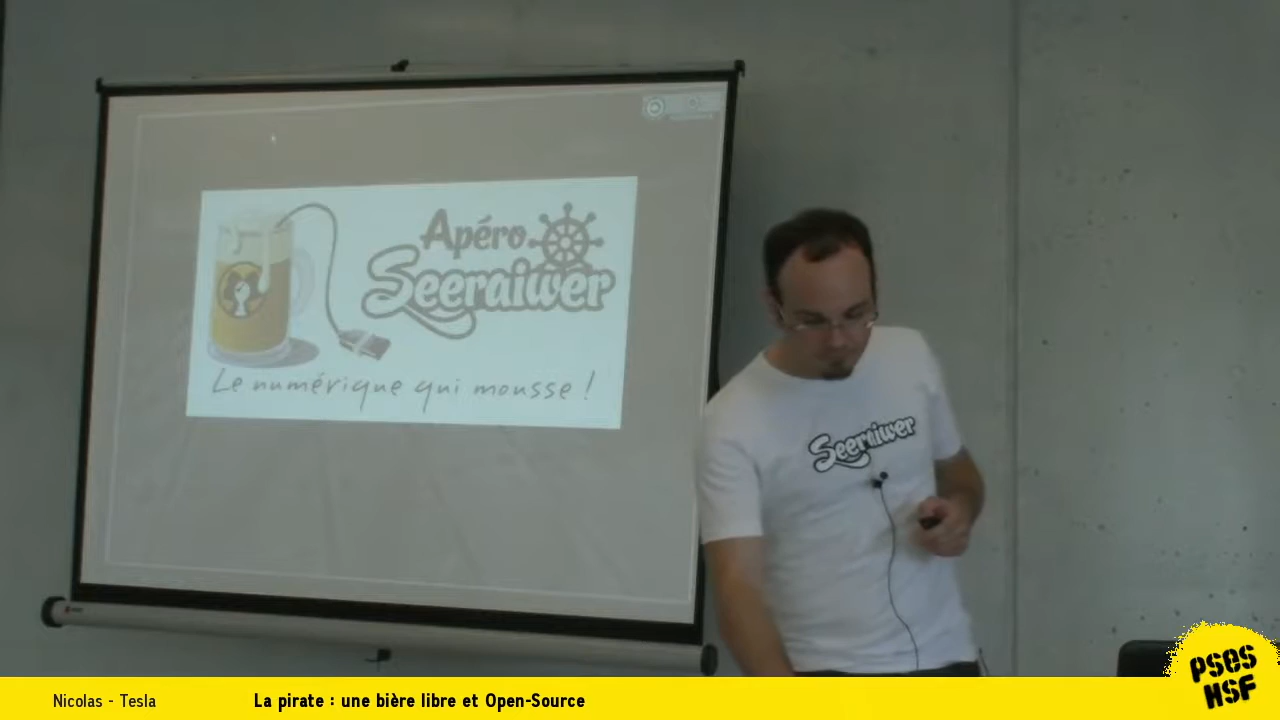 Apéro
Seeraiwer
Le numérique qui mousse !
Seeraiwer
PSES
HSF
Nicolas - Tesla
La pirate : une bière libre et Open-Source